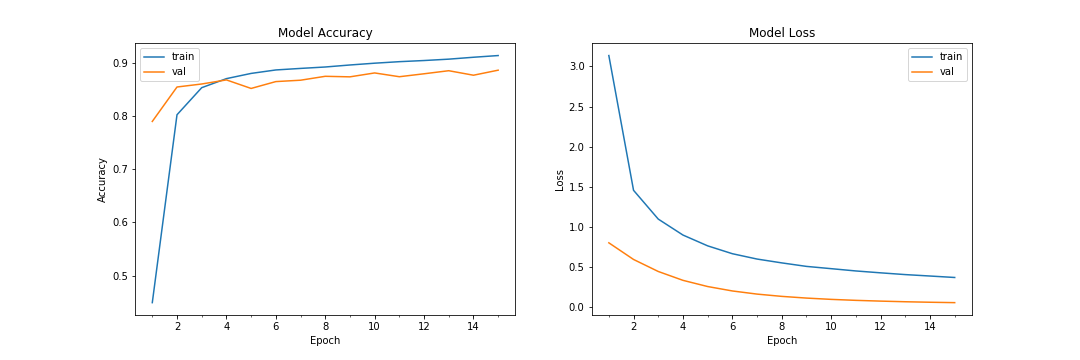 Model Accuracy
train
val
0.9
0.8
0.7
0.6
0.5
Accuracy
2 4 6 8 10 12 14
Epoch
Model Loss
train
val
3.0
2.5
2.0
1.5
1.0
0.5
0.0
Loss
2 4 6 8 10 12 14
Epoch